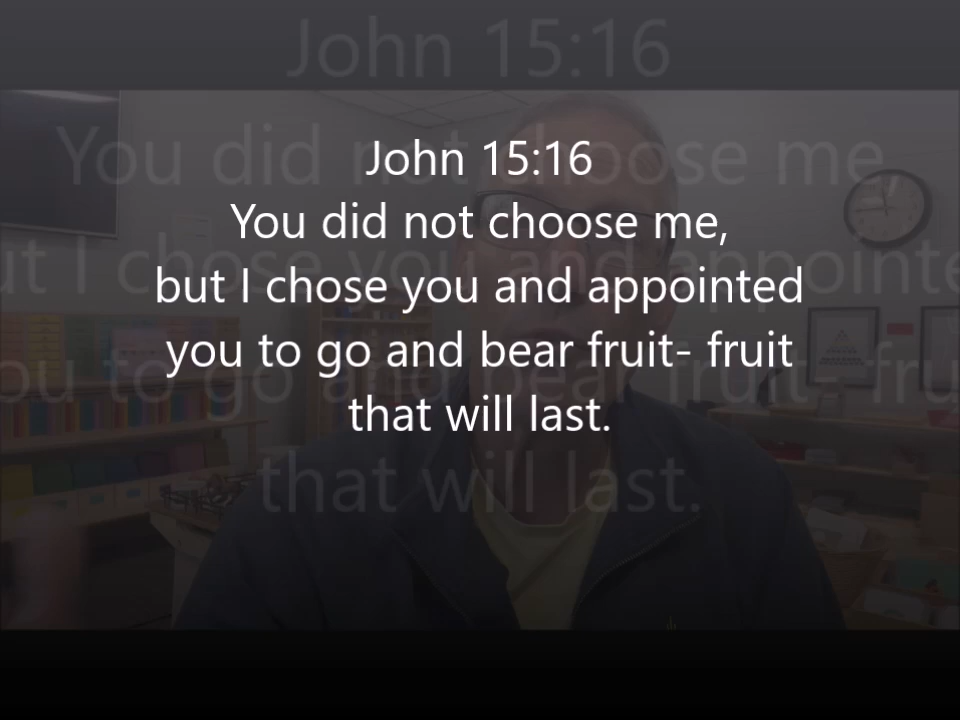 John 15:16
You did not choose me,
but I chose you and appointed
you to go and bear fruit- fruit
that will last.